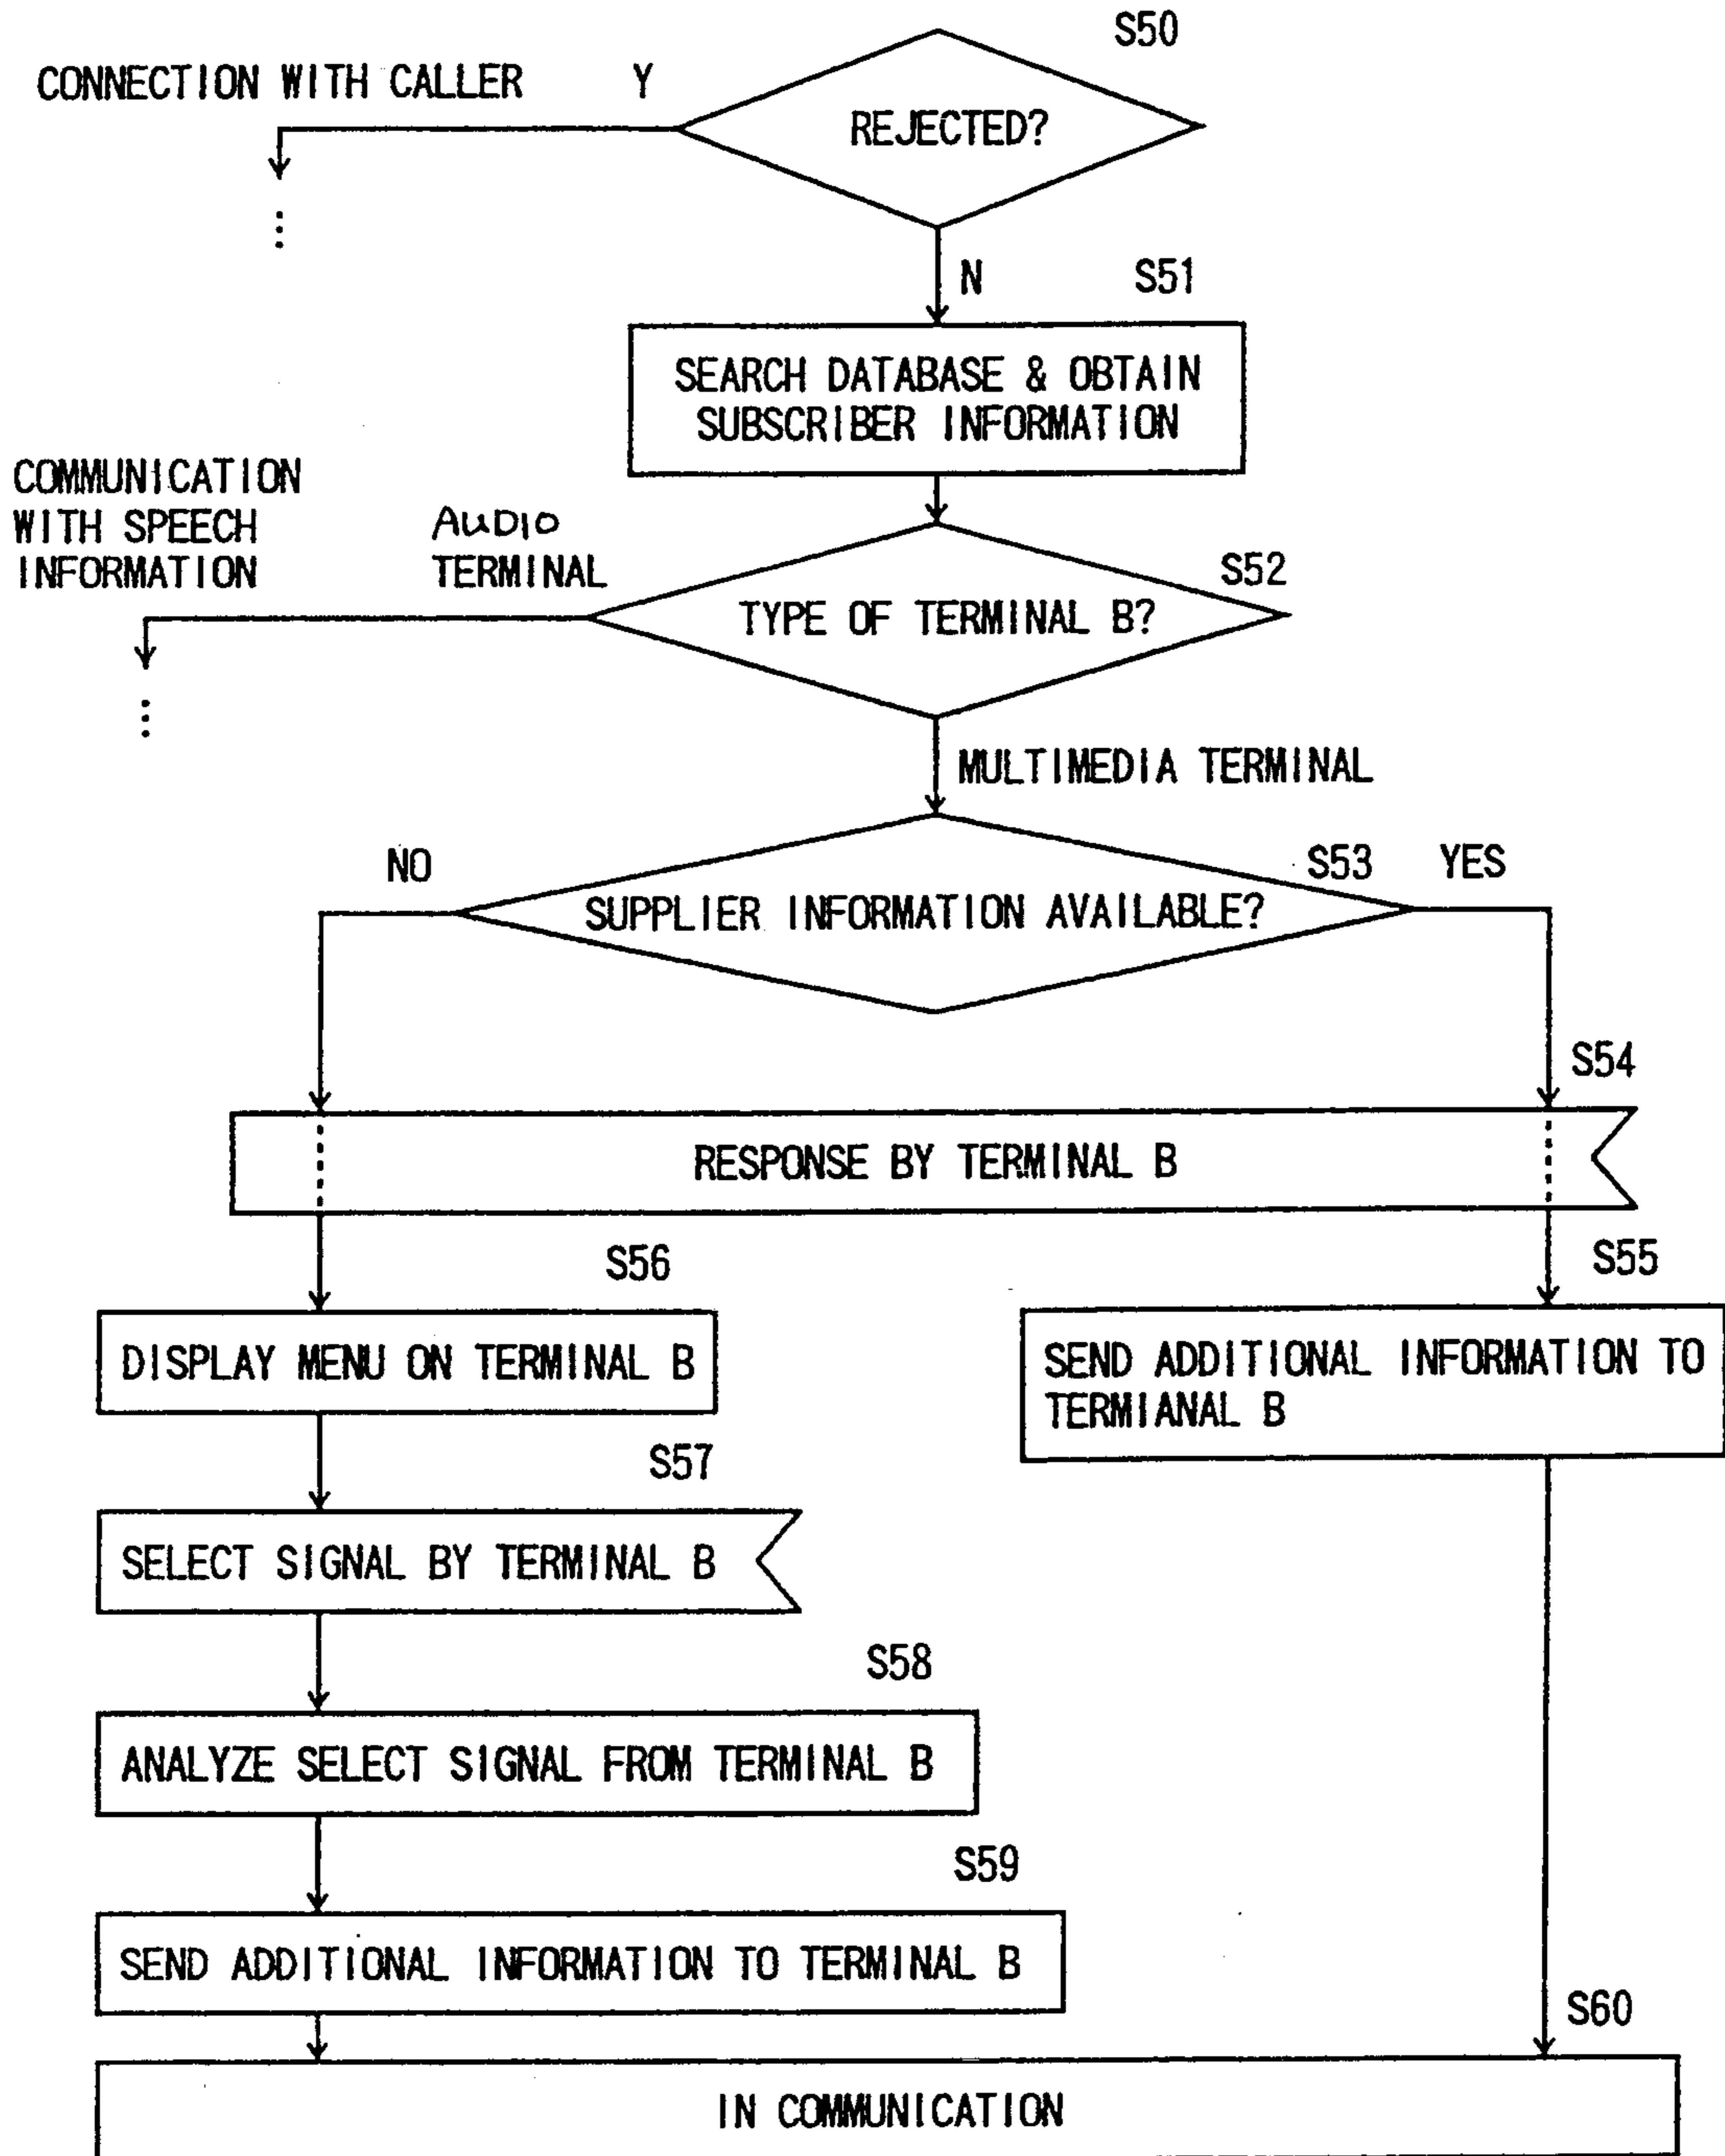 S50
CONNECTION WITH CALLER
Y
REJECTED?
N
S51
SEARCH DATABASE & OBTAIN
SUBSCRIBER INFORMATION
COMMUNICATION
WITH SPEECH
INFORMATION
AUDIO
TERMINAL
S52
TYPE OF TERMINAL B?
MULTIMEDIA TERMINAL
NO
S53
YES
SUPPLIER INFORMATION AVAILABLE?
S54
RESPONSE BY TERMINAL B
S56
S55
DISPLAY MENU ON TERMINAL B
SEND ADDITIONAL INFORMATION TO
TERMIANAL B
S57
SELECT SIGNAL BY TERMINAL B
S58
ANALYZE SELECT SIGNAL FROM TERMINAL B
S59
SEND ADDITIONAL INFORMATION TO TERMINAL B
S60
IN COMMUNICATION